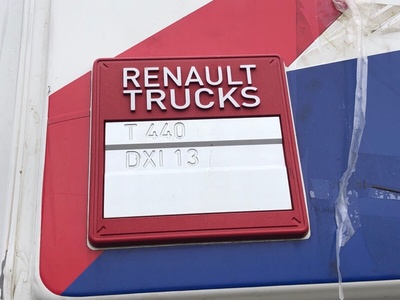 RENAULT
TRUCKS
T 440
DXI 13